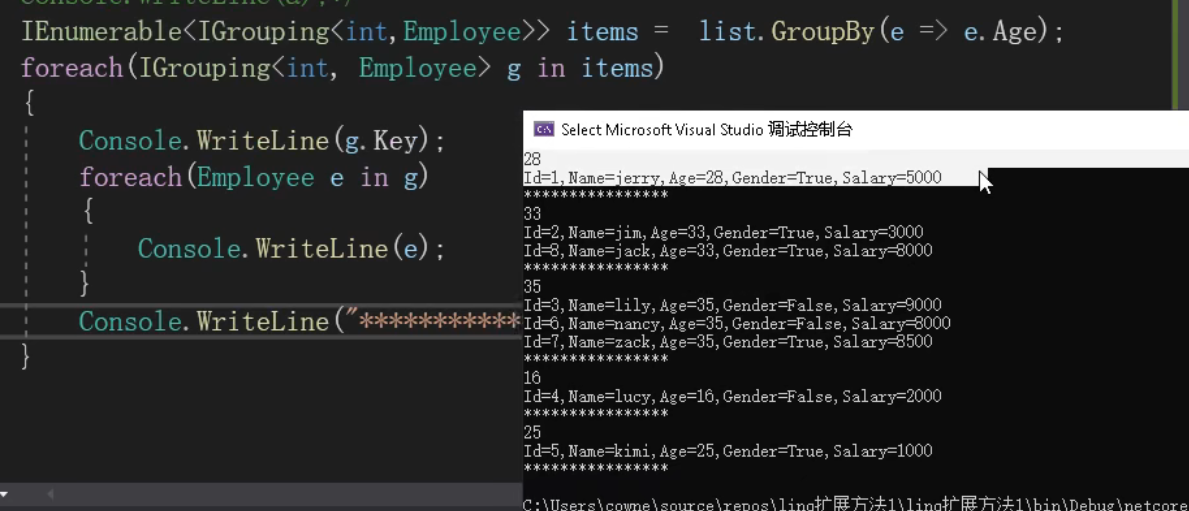 Console.WriteLine(d);*/
IEnumerable<IGrouping<int,Employee>> items =  list.GroupBy(e => e.Age);
foreach(IGrouping<int, Employee> g in items)
{
Console.WriteLine(g.Key);
foreach(Employee e in g)
{
Console.WriteLine(e);
}
Console.WriteLine("***********
}
Select Microsoft Visual Studio 调试控制台
28
Id=1,Name=jerry,Age=28,Gender=True,Salary=5000
****************
33
Id=2,Name=jim,Age=33,Gender=True,Salary=3000
Id=8,Name=jack,Age=33,Gender=True,Salary=8000
****************
35
Id=3,Name=lily,Age=35,Gender=False,Salary=9000
Id=6,Name=nancy,Age=35,Gender=False,Salary=8000
Id=7,Name=zack,Age=35,Gender=True,Salary=8500
****************
16
Id=4,Name=lucy,Age=16,Gender=False,Salary=2000
****************
25
Id=5,Name=kimi,Age=25,Gender=True,Salary=1000
****************
C:\Users\cowne\source\repos\linq扩展方法1\linq扩展方法1\bin\Debug\netcore